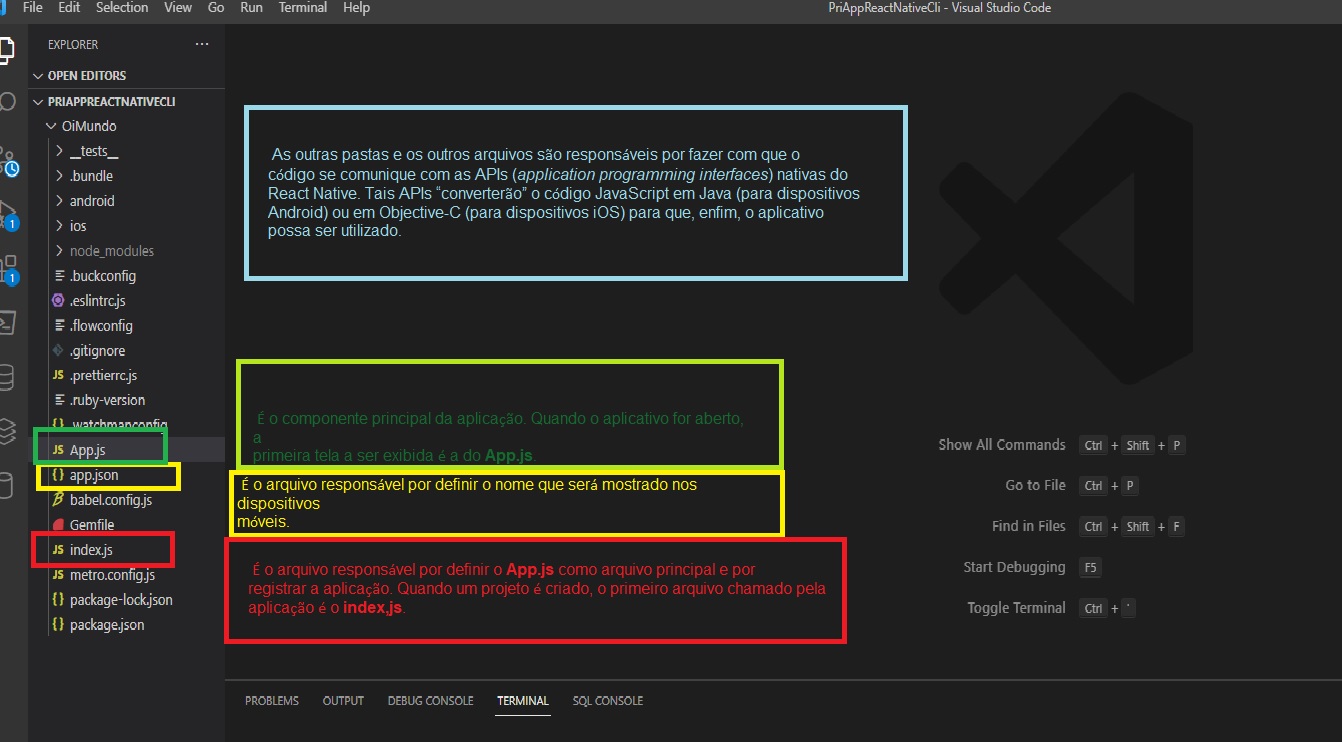 File Edit Selection View Go Run Terminal Help
PriAppReactNativeCli - Visual Studio Code
EXPLORER ...
OPEN EDITORS
PRIAPPREACTNATIVECLI
OiMundo
__tests__
.bundle
android
ios
node_modules
.buckconfig
.eslintrc.js
.flowconfig
.gitignore
JS .prettierrc.js
.ruby-version
{} .watchmanconfig
JS App.js
{} app.json
babel.config.js
Gemfile
JS index.js
JS metro.config.js
{} package-lock.json
{} package.json
1
1
As outras pastas e os outros arquivos são responsáveis por fazer com que o
código se comunique com as APIs (application programming interfaces) nativas do
React Native. Tais APIs “converterão” o código JavaScript em Java (para dispositivos
Android) ou em Objective-C (para dispositivos iOS) para que, enfim, o aplicativo
possa ser utilizado.
É o componente principal da aplicação. Quando o aplicativo for aberto,
a
primeira tela a ser exibida é a do App.js.
É o arquivo responsável por definir o nome que será mostrado nos
dispositivos
móveis.
É o arquivo responsável por definir o App.js como arquivo principal e por
registrar a aplicação. Quando um projeto é criado, o primeiro arquivo chamado pela
aplicação é o index,js.
Show All Commands Ctrl + Shift + P
Go to File Ctrl + P
Find in Files Ctrl + Shift + F
Start Debugging F5
Toggle Terminal Ctrl + `
PROBLEMS OUTPUT DEBUG CONSOLE TERMINAL SQL CONSOLE